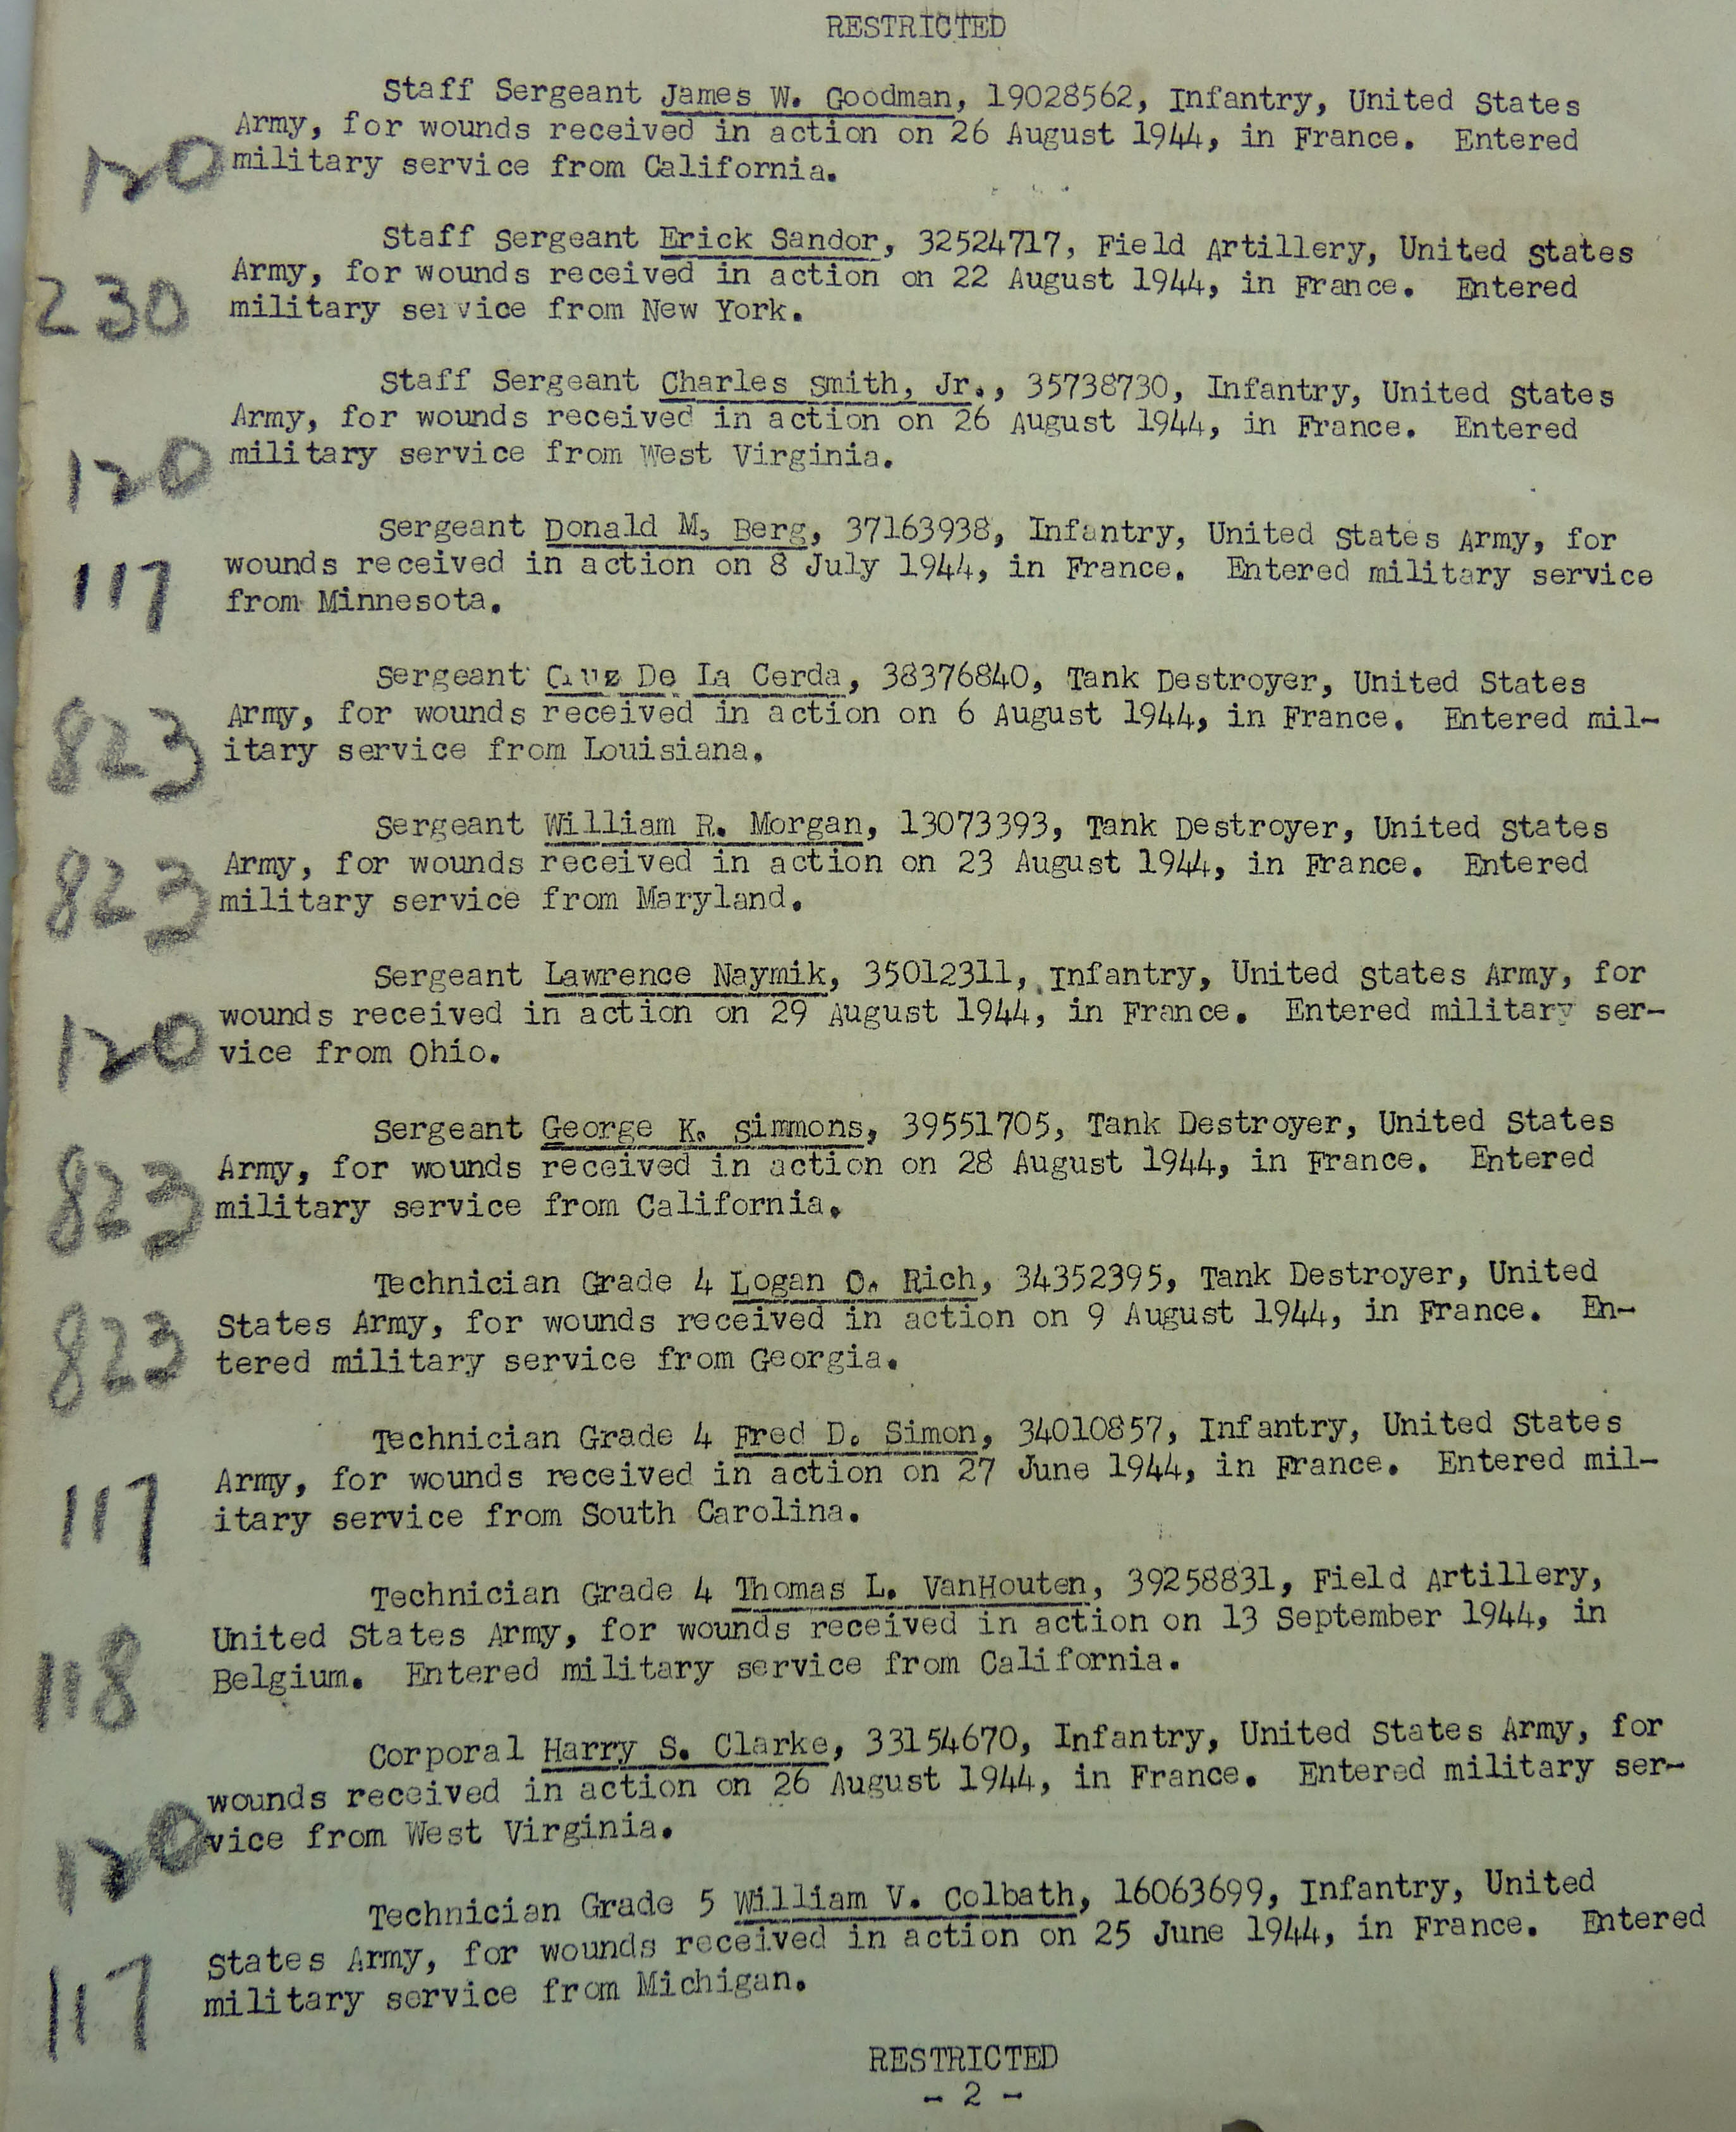 RESTRICTED
Staff Sergeant James W. Goodman, 19028562, Infantry, United States
Army, for wounds received in action on 26 August 1944, in France. Entered
120 military service from California.
Staff Sergeant Erick Sandor, 32524717, Field Artillery, United States
Army, for wounds received in action on 22 August 1944, in France. Entered
230 military service from New York.
Staff Sergeant Charles Smith, Jr., 35738730, Infantry, United States
Army, for wounds received in action on 26 August 1944, in France. Entered
120 military service from West Virginia.
Sergeant Donald M. Berg, 37163938, Infantry, United States Army, for
117 wounds received in action on 8 July 1944, in France. Entered military service
from Minnesota.
Sergeant Cruz De La Cerda, 38376840, Tank Destroyer, United States
Army, for wounds received in action on 6 August 1944, in France. Entered mil-
823 itary service from Louisiana.
Sergeant William R. Morgan, 13073393, Tank Destroyer, United States
Army, for wounds received in action on 23 August 1944, in France. Entered
823 military service from Maryland.
Sergeant Lawrence Naymik, 35012311, Infantry, United States Army, for
wounds received in action on 29 August 1944, in France. Entered military ser-
120 vice from Ohio.
Sergeant George K. Simmons, 39551705, Tank Destroyer, United States
Army, for wounds received in action on 28 August 1944, in France. Entered
823 military service from California.
Technician Grade 4 Logan O. Rich, 34352395, Tank Destroyer, United
States Army, for wounds received in action on 9 August 1944, in France. En-
823 tered military service from Georgia.
Technician Grade 4 Fred D. Simon, 34010857, Infantry, United States
Army, for wounds received in action on 27 June 1944, in France. Entered mil-
117 itary service from South Carolina.
Technician Grade 4 Thomas L. VanHouten, 39258831, Field Artillery,
United States Army, for wounds received in action on 13 September 1944, in
118 Belgium. Entered military service from California.
Corporal Harry S. Clarke, 33154670, Infantry, United States Army, for
wounds received in action on 26 August 1944, in France. Entered military ser-
120 vice from West Virginia.
Technician Grade 5 William V. Colbath, 16063699, Infantry, United
States Army, for wounds received in action on 25 June 1944, in France. Entered
117 military service from Michigan.
RESTRICTED
- 2 -